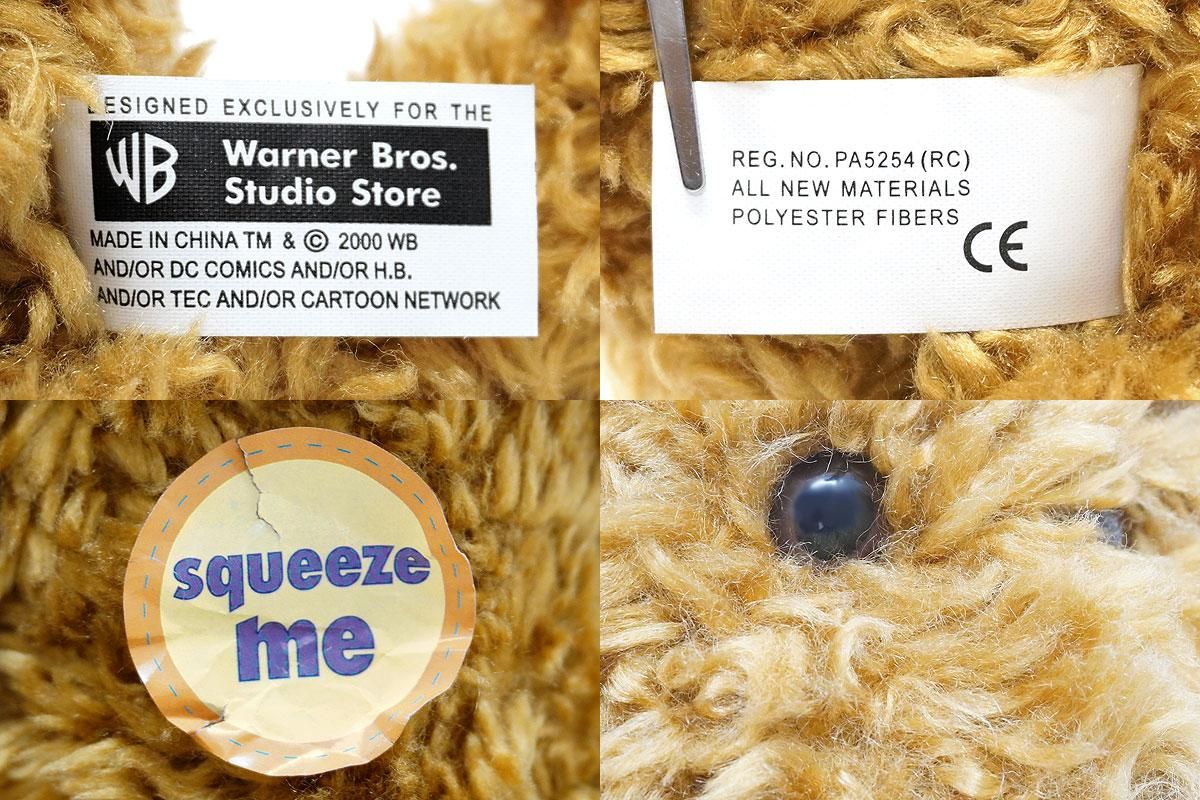 DESIGNED EXCLUSIVELY FOR THE
WB Warner Bros.
Studio Store
MADE IN CHINA TM & © 2000 WB
AND/OR DC COMICS AND/OR H.B.
AND/OR TEC AND/OR CARTOON NETWORK
REG.NO.PA5254(RC)
ALL NEW MATERIALS
POLYESTER FIBERS
CE
squeeze
me